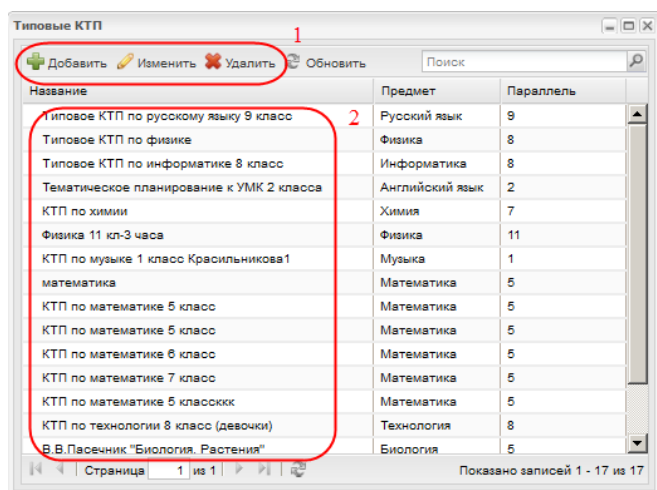 Типовые КТП
1
Добавить Изменить Удалить Обновить Поиск
Название Предмет Параллель
Типовое КТП по русскому языку 9 класс 2 Русский язык 9
Типовое КТП по физике Физика 8
Типовое КТП по информатике 8 класс Информатика 8
Тематическое планирование к УМК 2 класса Английский язык 2
КТП по химии Химия 7
Физика 11 кл-3 часа Физика 11
КТП по музыке 1 класс Красильникова1 Музыка 1
математика Математика 5
КТП по математике 5 класс Математика 5
КТП по математике 5 класс Математика 5
КТП по математике 6 класс Математика 5
КТП по математике 7 класс Математика 5
КТП по математике 5 классккк Математика 5
КТП по технологии 8 класс (девочки) Технология 8
В.В.Пасечник "Биология. Растения" Биология 5
Страница 1 из 1 Показано записей 1 - 17 из 17